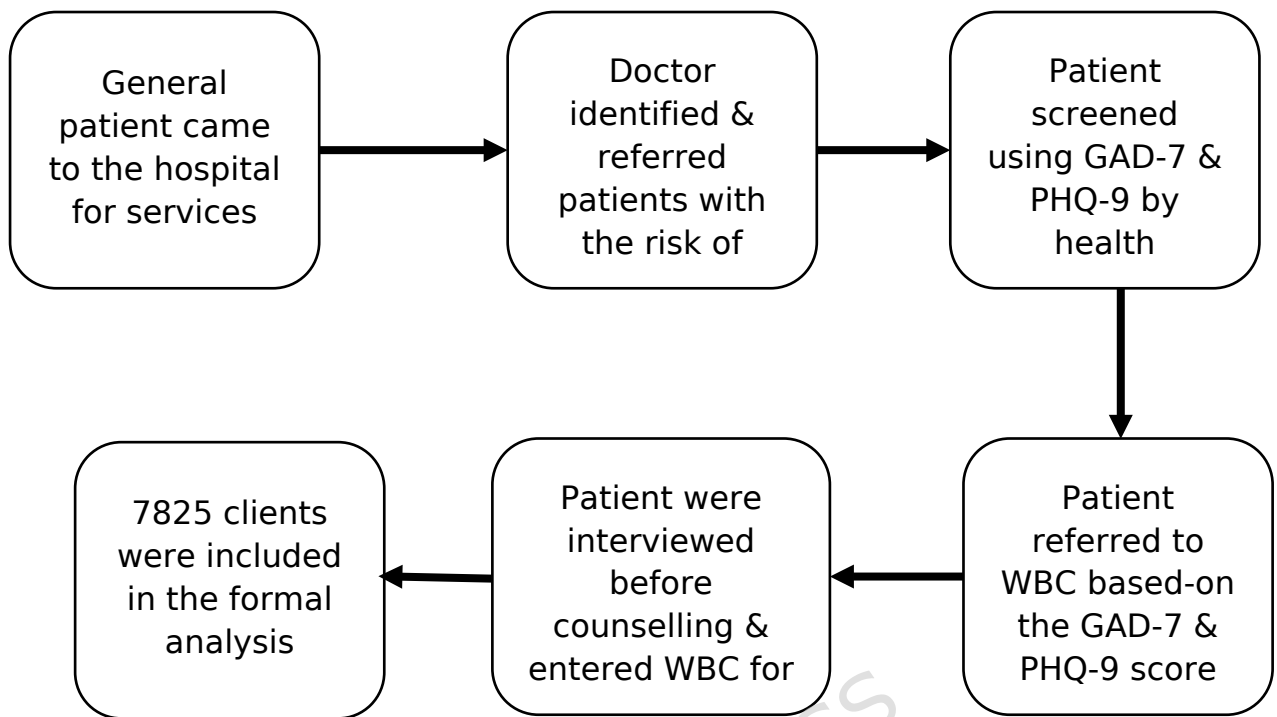 General
patient came
to the hospital
for services
Doctor
identified &
referred
patients with
the risk of
Patient
screened
using GAD-7 &
PHQ-9 by
health
Patient
referred to
WBC based-on
the GAD-7 &
PHQ-9 score
Patient were
interviewed
before
counselling &
entered WBC for
7825 clients
were included
in the formal
analysis